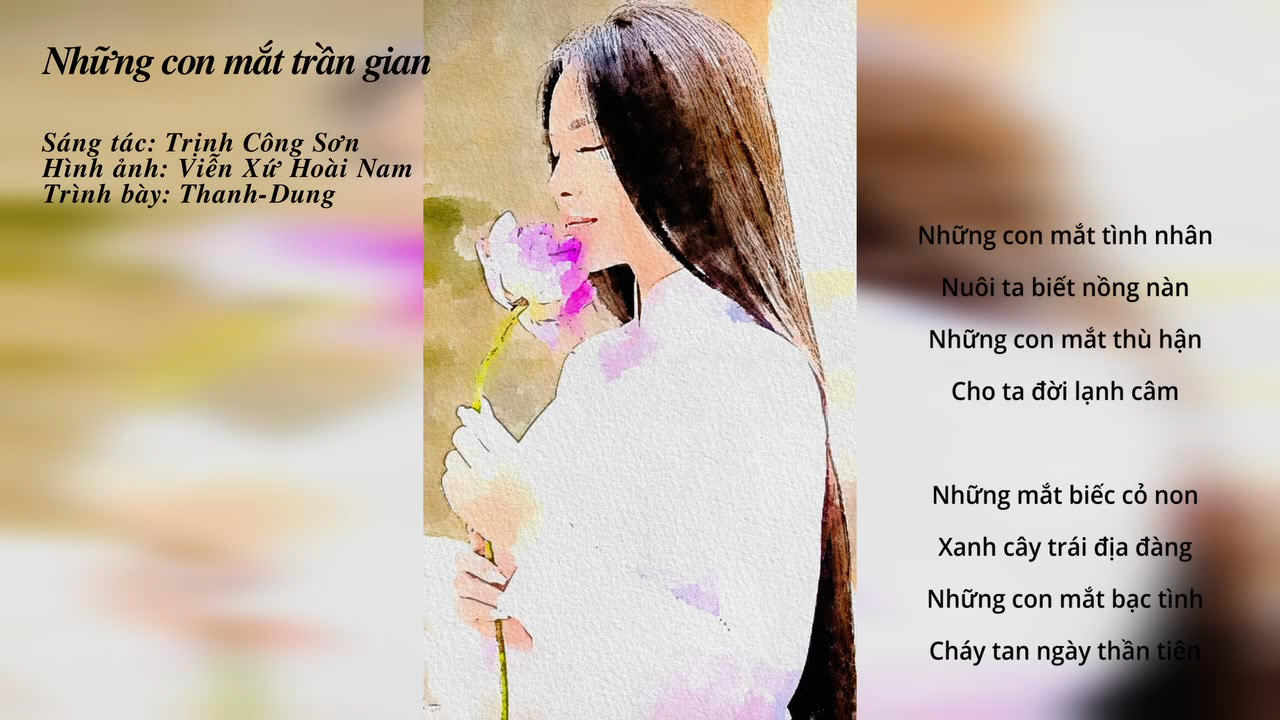 Những con mắt trần gian
Sáng tác: Trịnh Công Sơn
Hình ảnh: Viễn Xứ Hoài Nam
Trình bày: Thanh-Dung
Những con mắt tình nhân
Nuôi ta biết nồng nàn
Những con mắt thù hận
Cho ta đời lạnh câm
Những mắt biếc cỏ non
Xanh cây trái địa đàng
Những con mắt bạc tình
Cháy tan ngày thần tiên